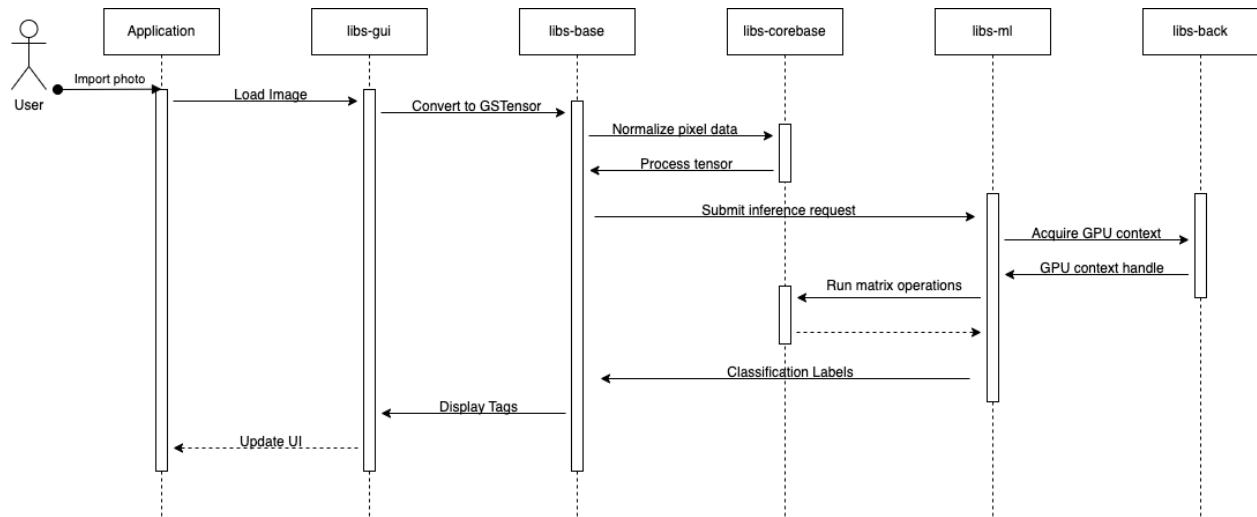 Application
libs-gui
libs-base
libs-corebase
libs-ml
libs-back
User
Import photo
Load Image
Convert to GSTensor
Normalize pixel data
Process tensor
Submit inference request
Acquire GPU context
GPU context handle
Run matrix operations
Classification Labels
Display Tags
Update UI